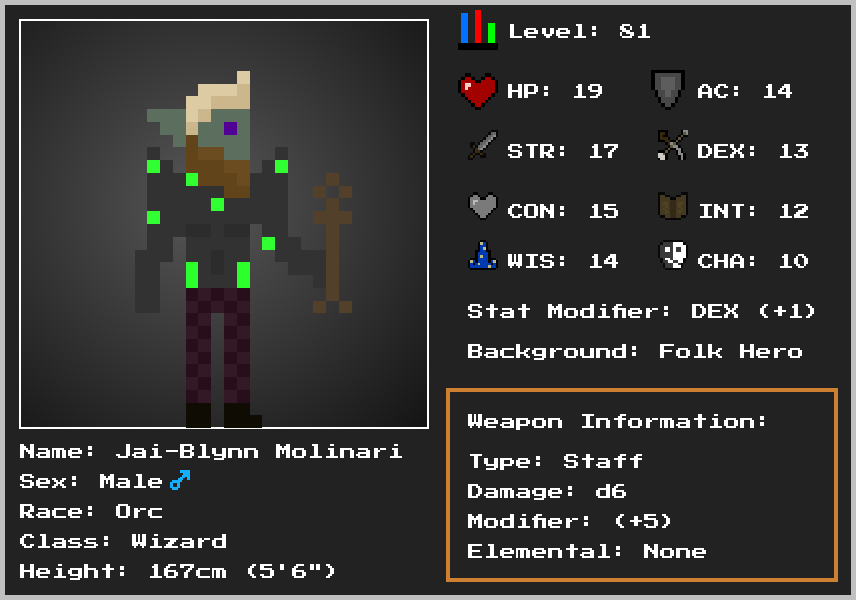 Level: 81
HP: 19
AC: 14
STR: 17
DEX: 13
CON: 15
INT: 12
WIS: 14
CHA: 10
Stat Modifier: DEX (+1)
Background: Folk Hero
Weapon Information:
Type: Staff
Damage: d6
Modifier: (+5)
Elemental: None
Name: Jai-Blynn Molinari
Sex: Male ♂
Race: Orc
Class: Wizard
Height: 167cm (5'6")